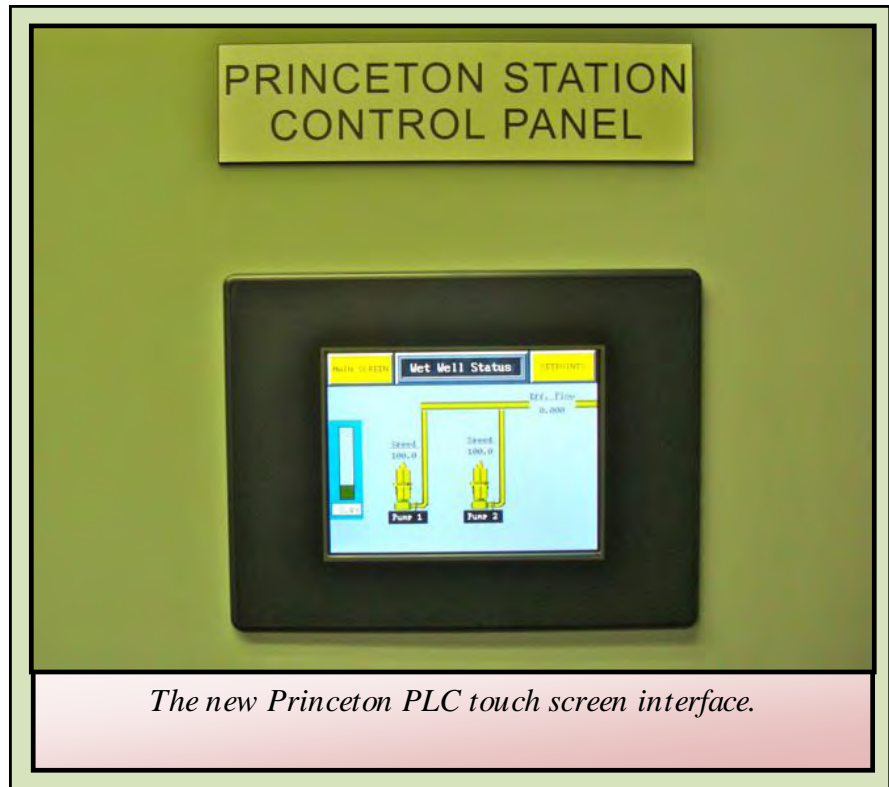 PRINCETON STATION
CONTROL PANEL
MAIN SCREEN
Wet Well Status
SETPOINTS
Eff. Flow
0.000
Speed
100.0
Speed
100.0
Pump 1
Pump 2
The new Princeton PLC touch screen interface.